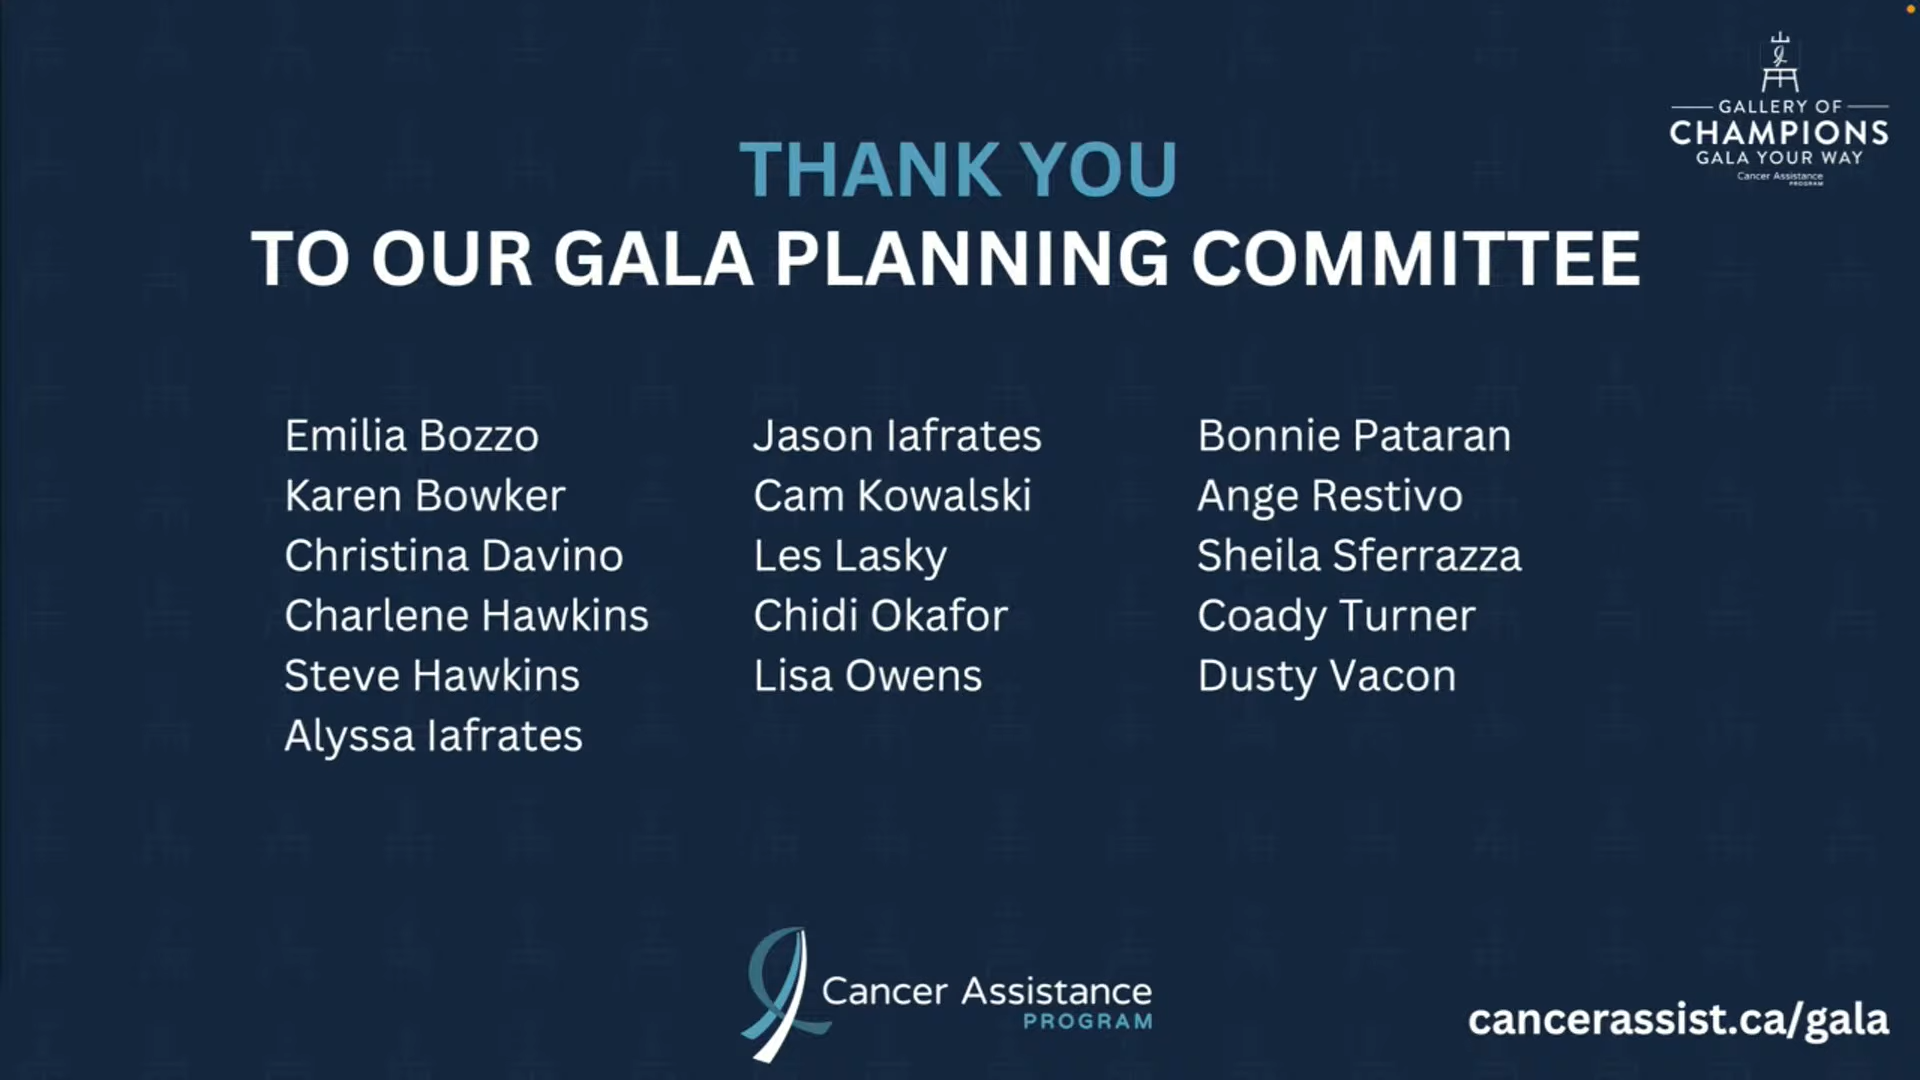 GALLERY OF
CHAMPIONS
GALA YOUR WAY
Cancer Assistance
PROGRAM
THANK YOU
TO OUR GALA PLANNING COMMITTEE
Emilia Bozzo
Karen Bowker
Christina Davino
Charlene Hawkins
Steve Hawkins
Alyssa Iafrates
Jason Iafrates
Cam Kowalski
Les Lasky
Chidi Okafor
Lisa Owens
Bonnie Pataran
Ange Restivo
Sheila Sferrazza
Coady Turner
Dusty Vacon
Cancer Assistance
PROGRAM
cancerassist.ca/gala